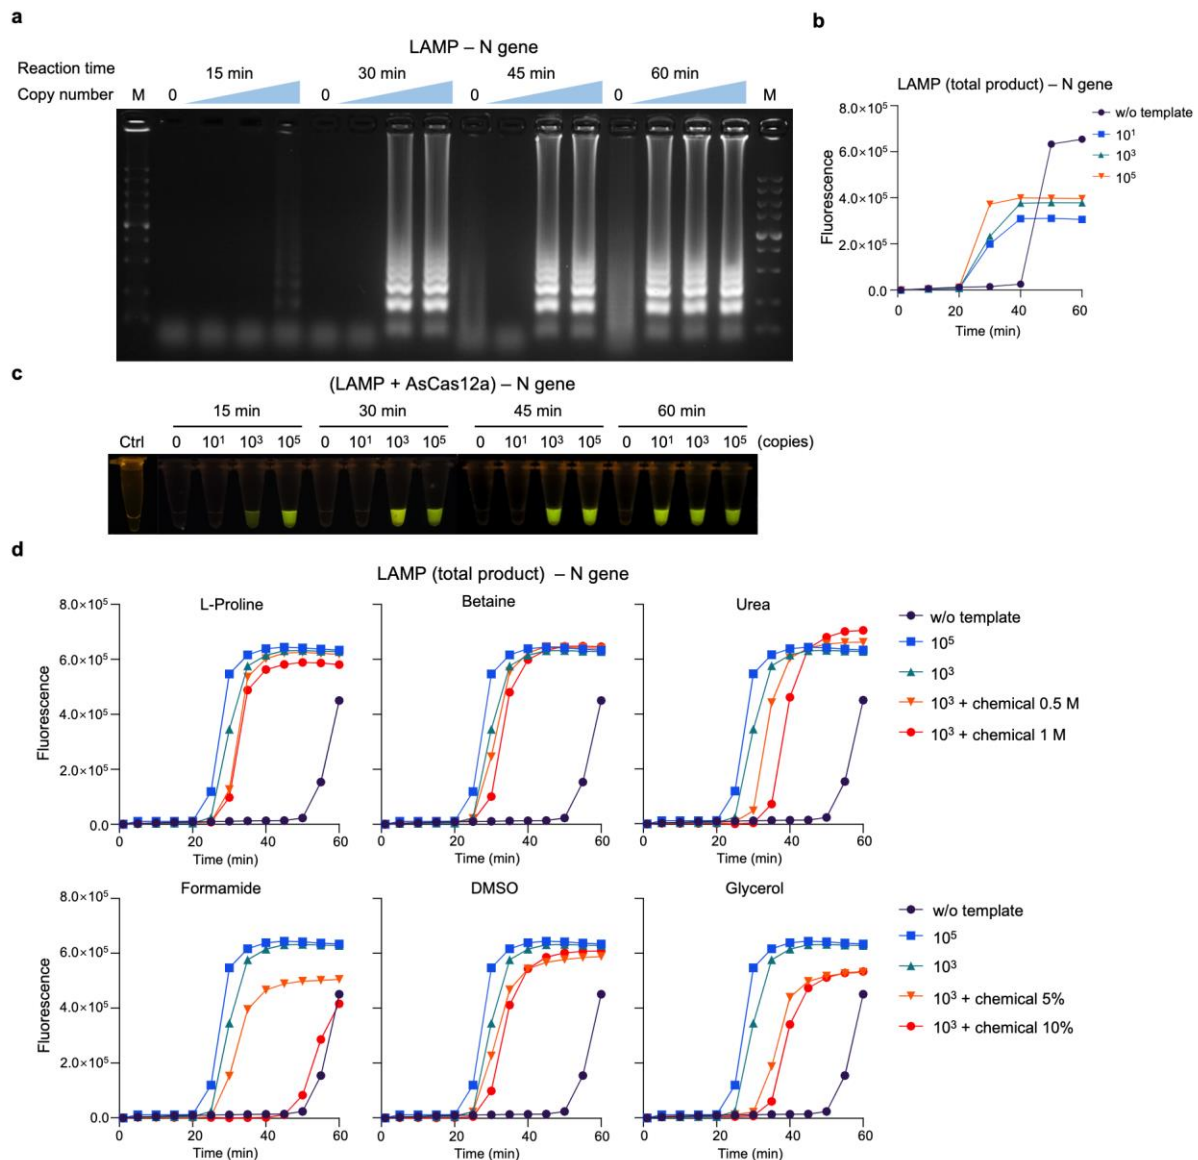 a
LAMP – N gene
Reaction time 15 min 30 min 45 min 60 min
Copy number M 0 0 0 0 M
b
LAMP (total product) – N gene
8.0×10⁵
6.0×10⁵
4.0×10⁵
2.0×10⁵
0.0
Fluorescence
0 20 40 60
Time (min)
w/o template
10¹
10³
10⁵
c
(LAMP + AsCas12a) – N gene
15 min 30 min 45 min 60 min
Ctrl 0 10¹ 10³ 10⁵ 0 10¹ 10³ 10⁵ 0 10¹ 10³ 10⁵ 0 10¹ 10³ 10⁵ (copies)
d
LAMP (total product) – N gene
L-Proline Betaine Urea
8.0×10⁵
6.0×10⁵
4.0×10⁵
2.0×10⁵
0.0
Fluorescence
0 20 40 60 0 20 40 60 0 20 40 60
Time (min) Time (min) Time (min)
w/o template
10⁵
10³
10³ + chemical 0.5 M
10³ + chemical 1 M
Formamide DMSO Glycerol
8.0×10⁵
6.0×10⁵
4.0×10⁵
2.0×10⁵
0.0
Fluorescence
0 20 40 60 0 20 40 60 0 20 40 60
Time (min) Time (min) Time (min)
w/o template
10⁵
10³
10³ + chemical 5%
10³ + chemical 10%